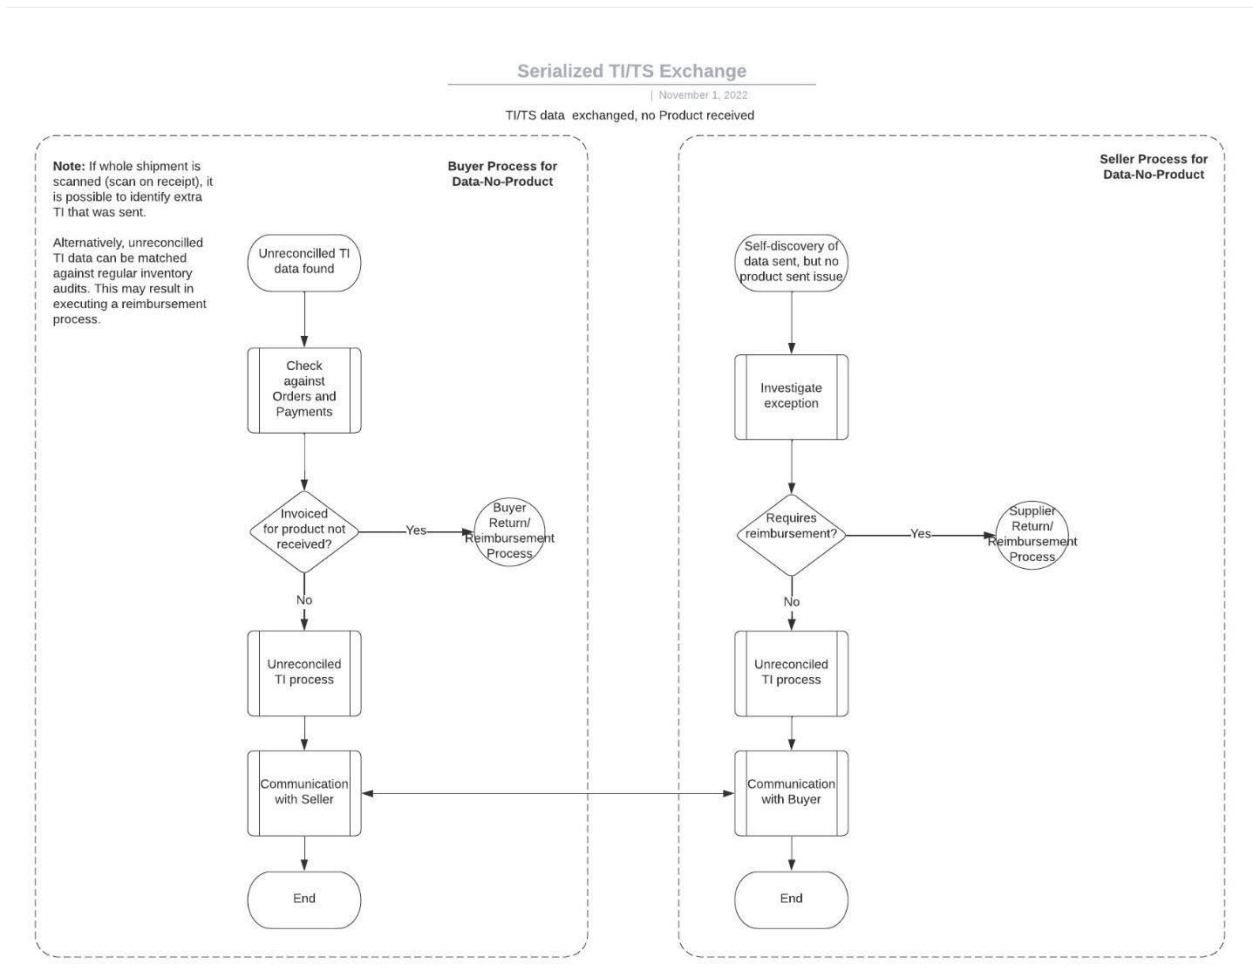 Serialized TI/TS Exchange
| November 1, 2022
TI/TS data exchanged, no Product received
Note: If whole shipment is
scanned (scan on receipt), it
is possible to identify extra
TI that was sent.
Alternatively, unreconcilled
TI data can be matched
against regular inventory
audits. This may result in
executing a reimbursement
process.
Buyer Process for
Data-No-Product
Unreconcilled TI
data found
Check
against
Orders and
Payments
Invoiced
for product not
received?
Yes
Buyer
Return/
Reimbursement
Process
No
Unreconciled
TI process
Communication
with Seller
End
Seller Process for
Data-No-Product
Self-discovery of
data sent, but no
product sent issue
Investigate
exception
Requires
reimbursement?
Yes
Supplier
Return/
Reimbursement
Process
No
Unreconciled
TI process
Communication
with Buyer
End